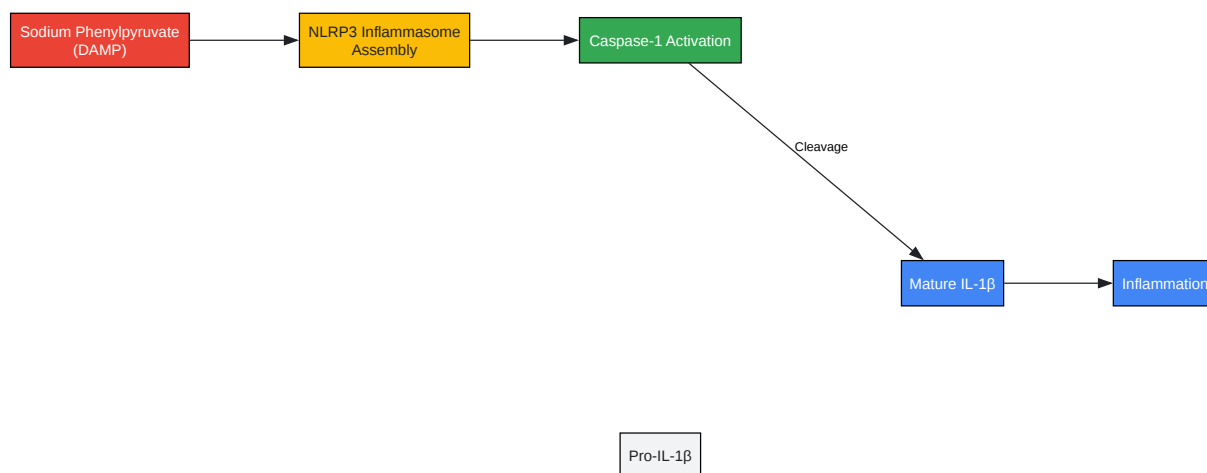 Sodium Phenylpyruvate
(DAMP)
NLRP3 Inflammasome
Assembly
Caspase-1 Activation
Cleavage
Mature IL-1β
Inflammation
Pro-IL-1β